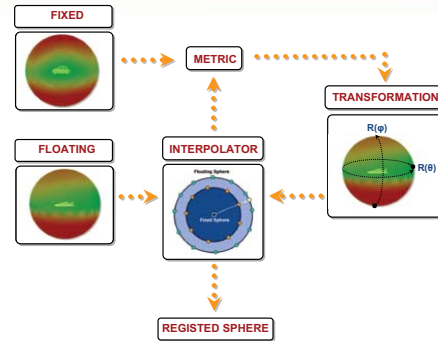 FIXED
METRIC
TRANSFORMATION
R(φ)
R(θ)
FLOATING
INTERPOLATOR
Floating Sphere
Fixed Sphere
REGISTED SPHERE